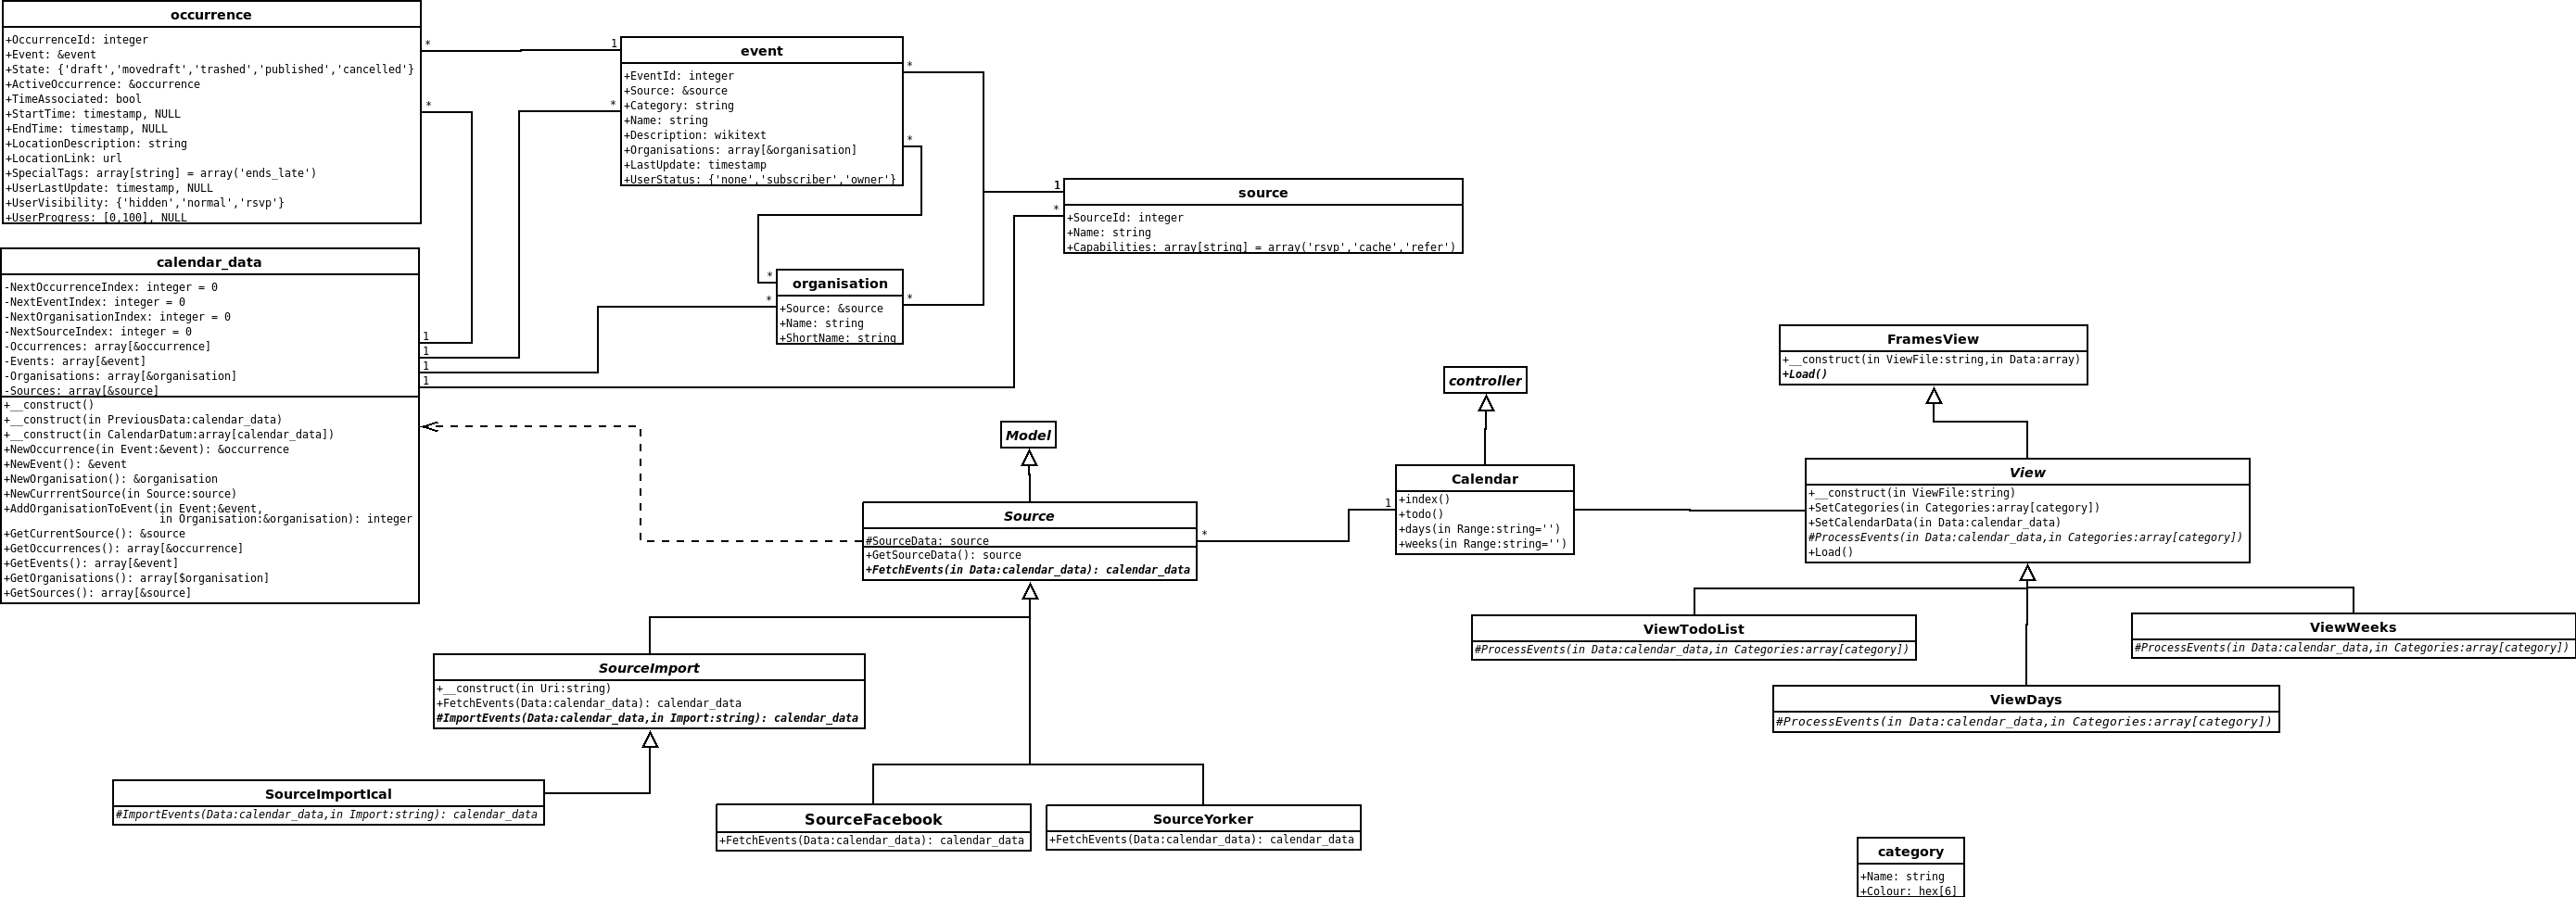 occurrence
+OccurrenceId: integer
+Event: &event
+State: {'draft','movedraft','trashed','published','cancelled'}
+ActiveOccurrence: &occurrence
+TimeAssociated: bool
+StartTime: timestamp, NULL
+EndTime: timestamp, NULL
+LocationDescription: string
+LocationLink: url
+SpecialTags: array[string] = array('ends_late')
+UserLastUpdate: timestamp, NULL
+UserVisibility: {'hidden','normal','rsvp'}
+UserProgress: [0,100], NULL
*
1
*
event
+EventId: integer
+Source: &source
+Category: string
+Name: string
+Description: wikitext
+Organisations: array[&organisation]
+LastUpdate: timestamp
+UserStatus: {'none','subscriber','owner'}
*
*
*
1
*
source
+SourceId: integer
+Name: string
+Capabilities: array[string] = array('rsvp','cache','refer')
*
*
*
organisation
+Source: &source
+Name: string
+ShortName: string
calendar_data
-NextOccurrenceIndex: integer = 0
-NextEventIndex: integer = 0
-NextOrganisationIndex: integer = 0
-NextSourceIndex: integer = 0
-Occurrences: array[&occurrence]
-Events: array[&event]
-Organisations: array[&organisation]
-Sources: array[&source]
+__construct()
+__construct(in PreviousData:calendar_data)
+__construct(in CalendarDatum:array[calendar_data])
+NewOccurrence(in Event:&event): &occurrence
+NewEvent(): &event
+NewOrganisation(): &organisation
+NewCurrrentSource(in Source:source)
+AddOrganisationToEvent(in Event:&event,
in Organisation:&organisation): integer
+GetCurrentSource(): &source
+GetOccurrences(): array[&occurrence]
+GetEvents(): array[&event]
+GetOrganisations(): array[$organisation]
+GetSources(): array[&source]
1
1
1
1
Model
Source
#SourceData: source
+GetSourceData(): source
+FetchEvents(in Data:calendar_data): calendar_data
*
1
controller
Calendar
+index()
+todo()
+days(in Range:string='')
+weeks(in Range:string='')
FramesView
+__construct(in ViewFile:string,in Data:array)
+Load()
View
+__construct(in ViewFile:string)
+SetCategories(in Categories:array[category])
+SetCalendarData(in Data:calendar_data)
#ProcessEvents(in Data:calendar_data,in Categories:array[category])
+Load()
ViewTodoList
#ProcessEvents(in Data:calendar_data,in Categories:array[category])
ViewWeeks
#ProcessEvents(in Data:calendar_data,in Categories:array[category])
ViewDays
#ProcessEvents(in Data:calendar_data,in Categories:array[category])
SourceImport
+__construct(in Uri:string)
+FetchEvents(Data:calendar_data): calendar_data
#ImportEvents(Data:calendar_data,in Import:string): calendar_data
SourceImportIcal
#ImportEvents(Data:calendar_data,in Import:string): calendar_data
SourceFacebook
+FetchEvents(Data:calendar_data): calendar_data
SourceYorker
+FetchEvents(Data:calendar_data): calendar_data
category
+Name: string
+Colour: hex[6]